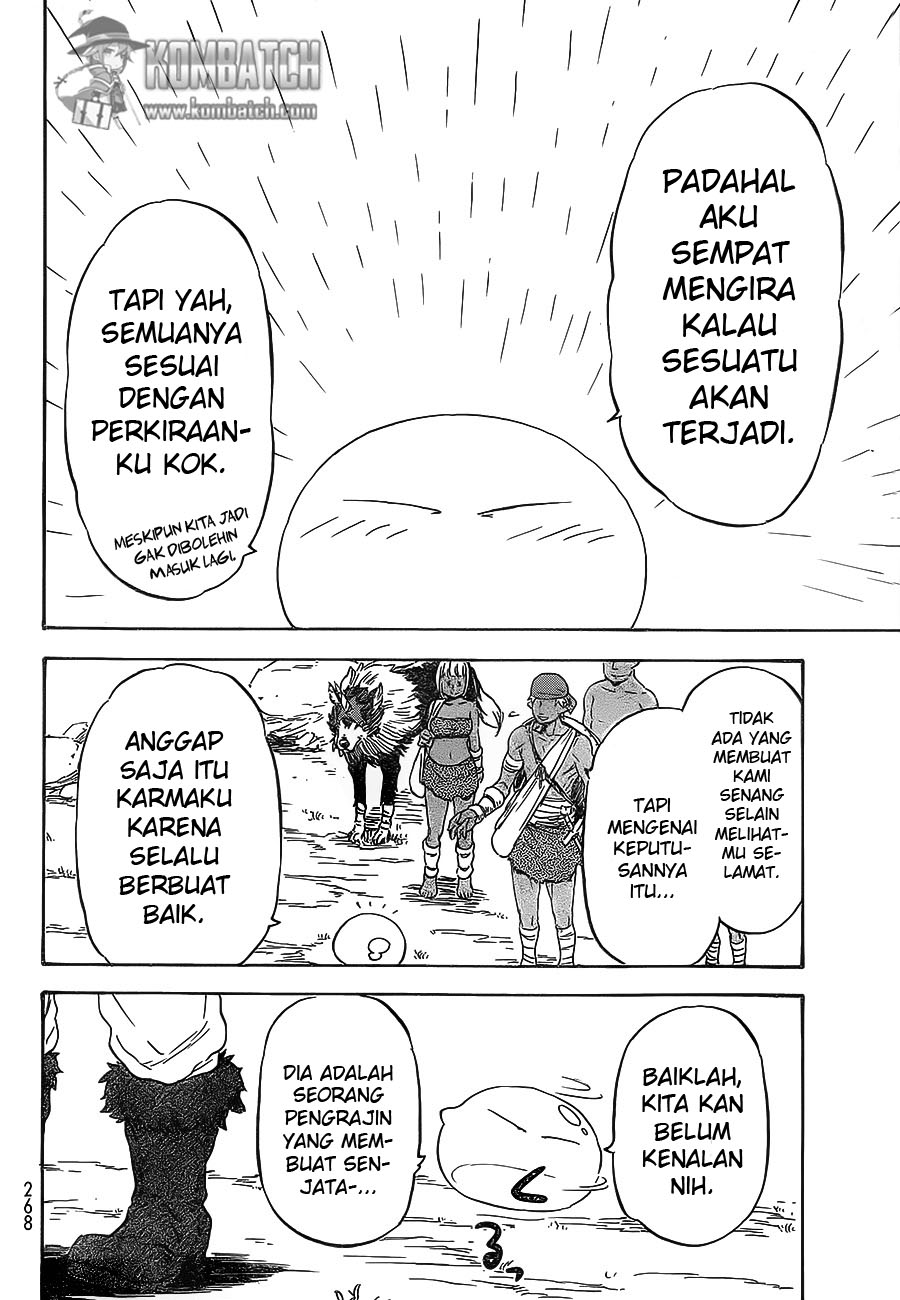 KOMBATCH
www.kombatch.com
PADAHAL
AKU
SEMPAT
MENGIRA
KALAU
SESUATU
AKAN
TERJADI.
TAPI YAH,
SEMUANYA
SESUAI
DENGAN
PERKIRAAN-
KU KOK.
MESKIPUN KITA JADI
GAK DIBOLEHIN
MASUK LAGI.
TIDAK
ADA YANG
MEMBUAT
KAMI
SENANG
SELAIN
MELIHAT-
MU SE-
LAMAT.
TAPI
MENGENAI
KEPUTU-
SANNYA
ITU...
ANGGAP
SAJA ITU
KARMAKU
KARENA
SELALU
BERBUAT
BAIK.
BAIKLAH,
KITA KAN
BELUM
KENALAN
NIH.
くるっ
DIA ADALAH
SEORANG
PENGRAJIN
YANG MEM-
BUAT SEN-
JATA-...
268